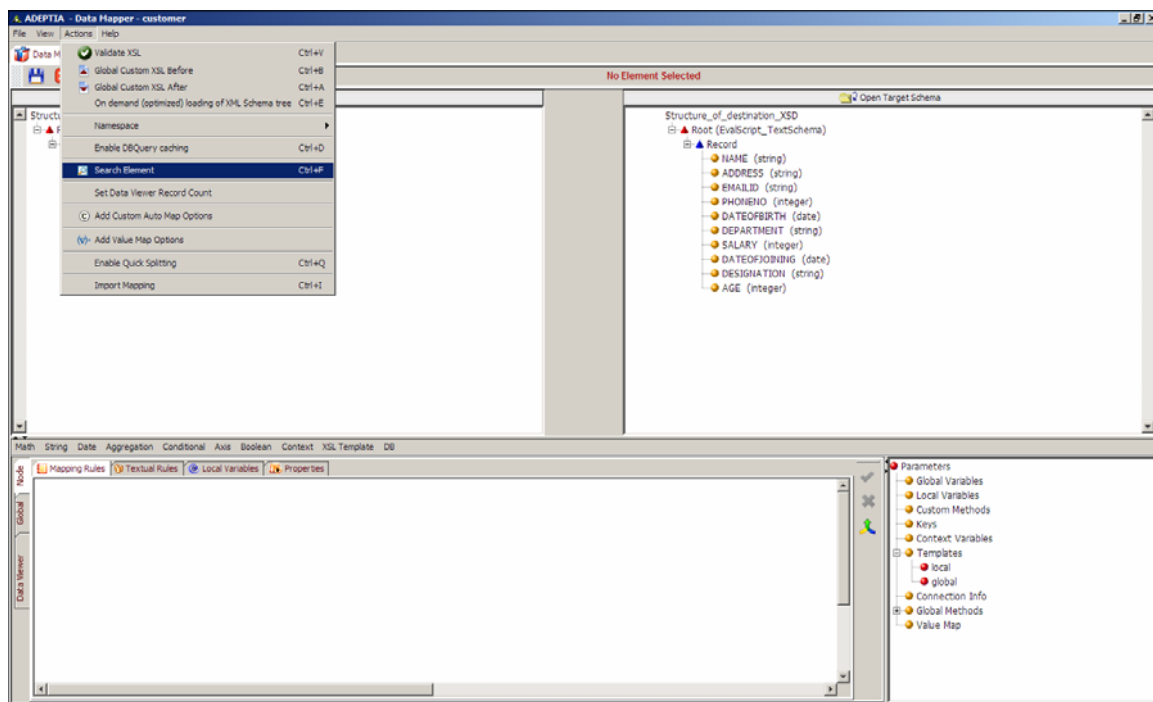 ADEPTIA - Data Mapper - customer
File View Actions Help
Data M
Validate XSL Ctrl+V
Global Custom XSL Before Ctrl+B
Global Custom XSL After Ctrl+A
On demand (optimized) loading of XML Schema tree Ctrl+E
Namespace
Enable DBQuery caching Ctrl+D
Search Element Ctrl+F
Set Data Viewer Record Count
Add Custom Auto Map Options
Add Value Map Options
Enable Quick Splitting Ctrl+Q
Import Mapping Ctrl+I
No Element Selected
Open Target Schema
Structu
Structure_of_destination_XSD
Root (EvalScript_TextSchema)
Record
NAME (string)
ADDRESS (string)
EMAILID (string)
PHONENO (integer)
DATEOFBIRTH (date)
DEPARTMENT (string)
SALARY (integer)
DATEOFJOINING (date)
DESIGNATION (string)
AGE (integer)
Math String Date Aggregation Conditional Axis Boolean Context XSL Template DB
Node
Global
Data Viewer
Mapping Rules Textual Rules Local Variables Properties
Parameters
Global Variables
Local Variables
Custom Methods
Keys
Context Variables
Templates
local
global
Connection Info
Global Methods
Value Map